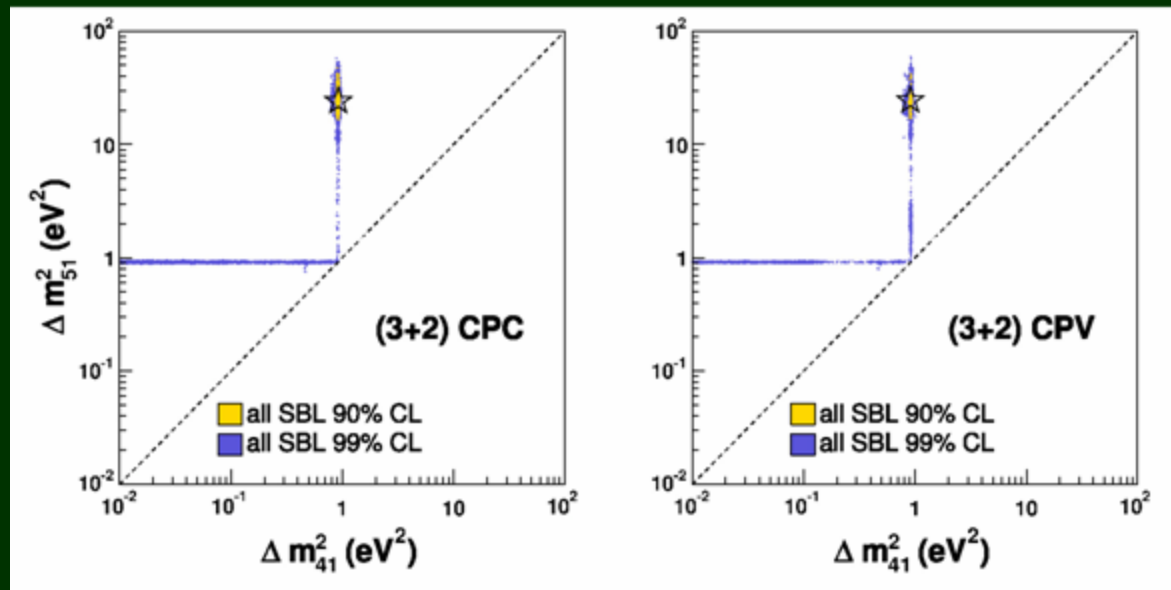 10²
10
1
10⁻¹
10⁻²
Δ m²₅₁ (eV²)
(3+2) CPC
all SBL 90% CL
all SBL 99% CL
10⁻² 10⁻¹ 1 10 10²
Δ m²₄₁ (eV²)
10²
10
1
10⁻¹
10⁻²
(3+2) CPV
all SBL 90% CL
all SBL 99% CL
10⁻² 10⁻¹ 1 10 10²
Δ m²₄₁ (eV²)